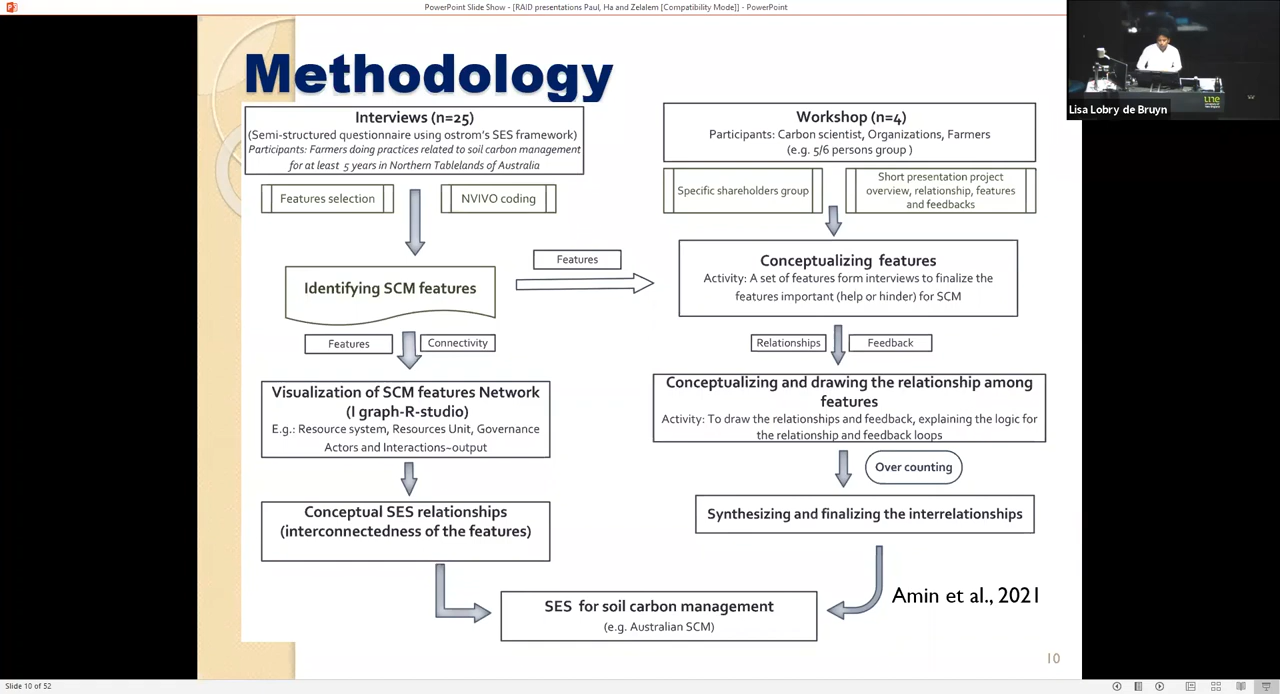 PowerPoint Slide Show - [RAID presentations Paul, Ha and Zelalem [Compatibility Mode]] - PowerPoint
Methodology
Interviews (n=25)
(Semi-structured questionnaire using ostrom's SES framework)
Participants: Farmers doing practices related to soil carbon management
for at least 5 years in Northern Tablelands of Australia
Features selection
NVIVO coding
Identifying SCM features
Features
Features
Connectivity
Visualization of SCM features Network
(I graph-R-studio)
E.g.: Resource system, Resources Unit, Governance
Actors and Interactions–output
Conceptual SES relationships
(interconnectedness of the features)
Workshop (n=4)
Participants: Carbon scientist, Organizations, Farmers
(e.g. 5/6 persons group )
Specific shareholders group
Short presentation project
overview, relationship, features
and feedbacks
Conceptualizing features
Activity: A set of features form interviews to finalize the
features important (help or hinder) for SCM
Relationships
Feedback
Conceptualizing and drawing the relationship among
features
Activity: To draw the relationships and feedback, explaining the logic for
the relationship and feedback loops
Over counting
Synthesizing and finalizing the interrelationships
SES for soil carbon management
(e.g. Australian SCM)
Amin et al., 2021
10
Lisa Lobry de Bruyn
une
Slide 10 of 52